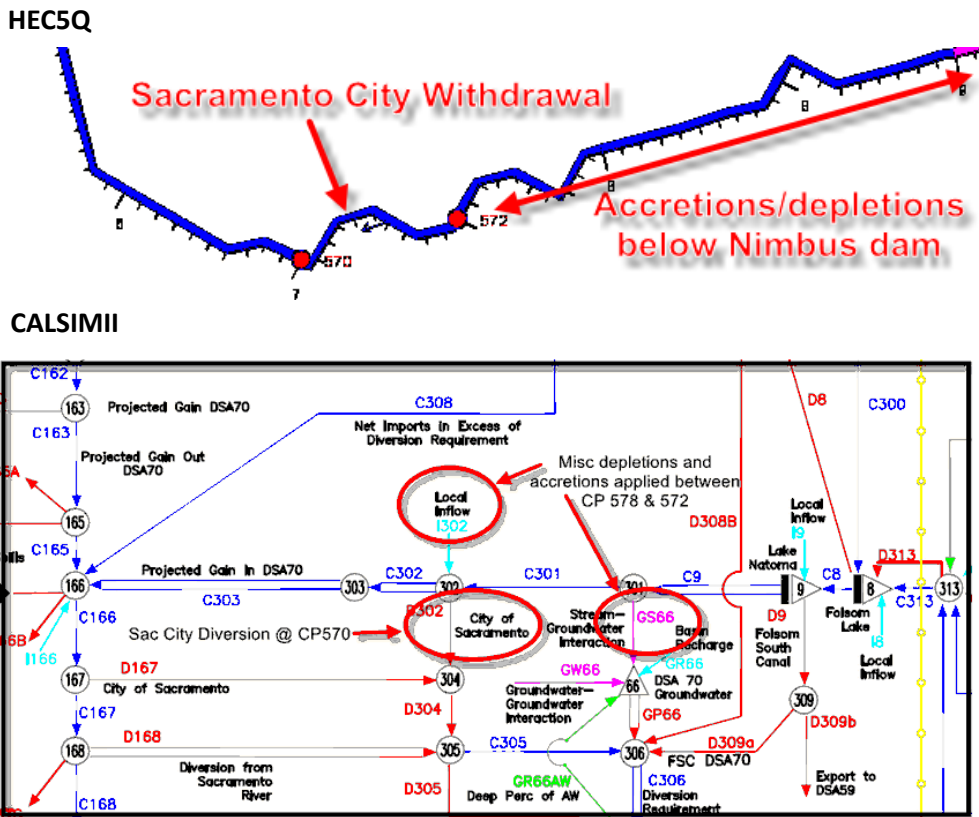 HEC5Q
Sacramento City Withdrawal
8
8
8
572
Accretions/depletions
below Nimbus dam
570
7
CALSIMII
C162
C308
D8
C300
163
Projected Gain DSA70
Net Imports in Excess of
Diversion Requirement
C163
Misc depletions and
accretions applied between
CP 578 & 572
Projected Gain Out
DSA70
Local
Inflow
I302
Local
Inflow
I9
165
D308B
Lake
Natoma
D313
C165
Projected Gain In DSA70
C302
C301
C9
C8
166
303
302
301
9
8
313
C303
C313
C166
D302
D9
Folsom
Lake
I166
Sac City Diversion @ CP570
City of
Sacramento
Stream-
Groundwater
Interaction
GS66
Basin
Recharge
Folsom
South
Canal
I8
Local
Inflow
D167
GW66
GR66
167
City of Sacramento
304
66
DSA 70
Groundwater
Groundwater-
Groundwater
Interaction
309
C167
D304
GP66
D309b
D168
C305
D309a
168
305
306
FSC DSA70
Diversion from
Sacramento
River
GR66AW
Deep Perc of AW
C306
Diversion
Requirement
Export to
DSA59
D305
C168